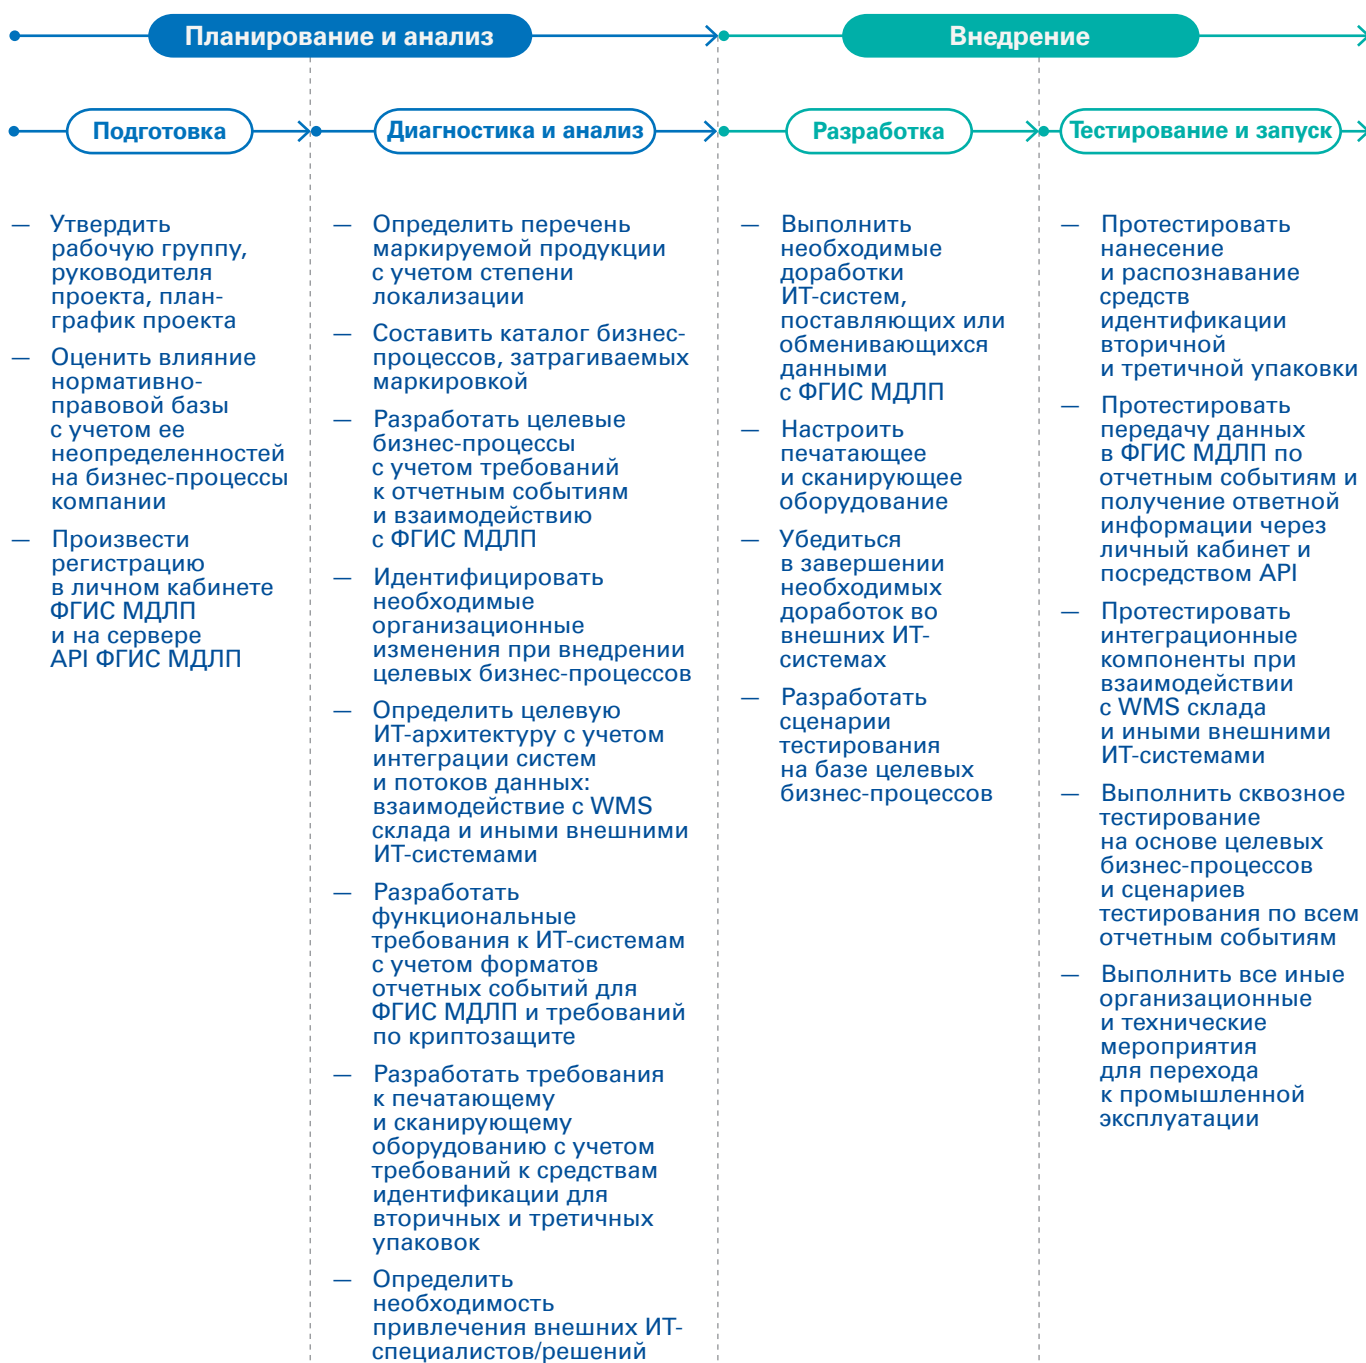 Планирование и анализ
Внедрение
Подготовка
Диагностика и анализ
Разработка
Тестирование и запуск
— Утвердить
рабочую группу,
руководителя
проекта, план-
график проекта
— Оценить влияние
нормативно-
правовой базы
с учетом ее
неопределенностей
на бизнес-процессы
компании
— Произвести
регистрацию
в личном кабинете
ФГИС МДЛП
и на сервере
API ФГИС МДЛП
— Определить перечень
маркируемой продукции
с учетом степени
локализации
— Составить каталог бизнес-
процессов, затрагиваемых
маркировкой
— Разработать целевые
бизнес-процессы
с учетом требований
к отчетным событиям
и взаимодействию
с ФГИС МДЛП
— Идентифицировать
необходимые
организационные
изменения при внедрении
целевых бизнес-процессов
— Определить целевую
ИТ-архитектуру с учетом
интеграции систем
и потоков данных:
взаимодействие с WMS
склада и иными внешними
ИТ-системами
— Разработать
функциональные
требования к ИТ-системам
с учетом форматов
отчетных событий для
ФГИС МДЛП и требований
по криптозащите
— Разработать требования
к печатающему
и сканирующему
оборудованию с учетом
требований к средствам
идентификации для
вторичных и третичных
упаковок
— Определить
необходимость
привлечения внешних ИТ-
специалистов/решений
— Выполнить
необходимые
доработки
ИТ-систем,
поставляющих или
обменивающихся
данными
с ФГИС МДЛП
— Настроить
печатающее
и сканирующее
оборудование
— Убедиться
в завершении
необходимых
доработок во
внешних ИТ-
системах
— Разработать
сценарии
тестирования
на базе целевых
бизнес-процессов
— Протестировать
нанесение
и распознавание
средств
идентификации
вторичной
и третичной упаковки
— Протестировать
передачу данных
в ФГИС МДЛП по
отчетным событиям и
получение ответной
информации через
личный кабинет и
посредством API
— Протестировать
интеграционные
компоненты при
взаимодействии
с WMS склада
и иными внешними
ИТ-системами
— Выполнить сквозное
тестирование
на основе целевых
бизнес-процессов
и сценариев
тестирования по всем
отчетным событиям
— Выполнить все иные
организационные
и технические
мероприятия
для перехода
к промышленной
эксплуатации